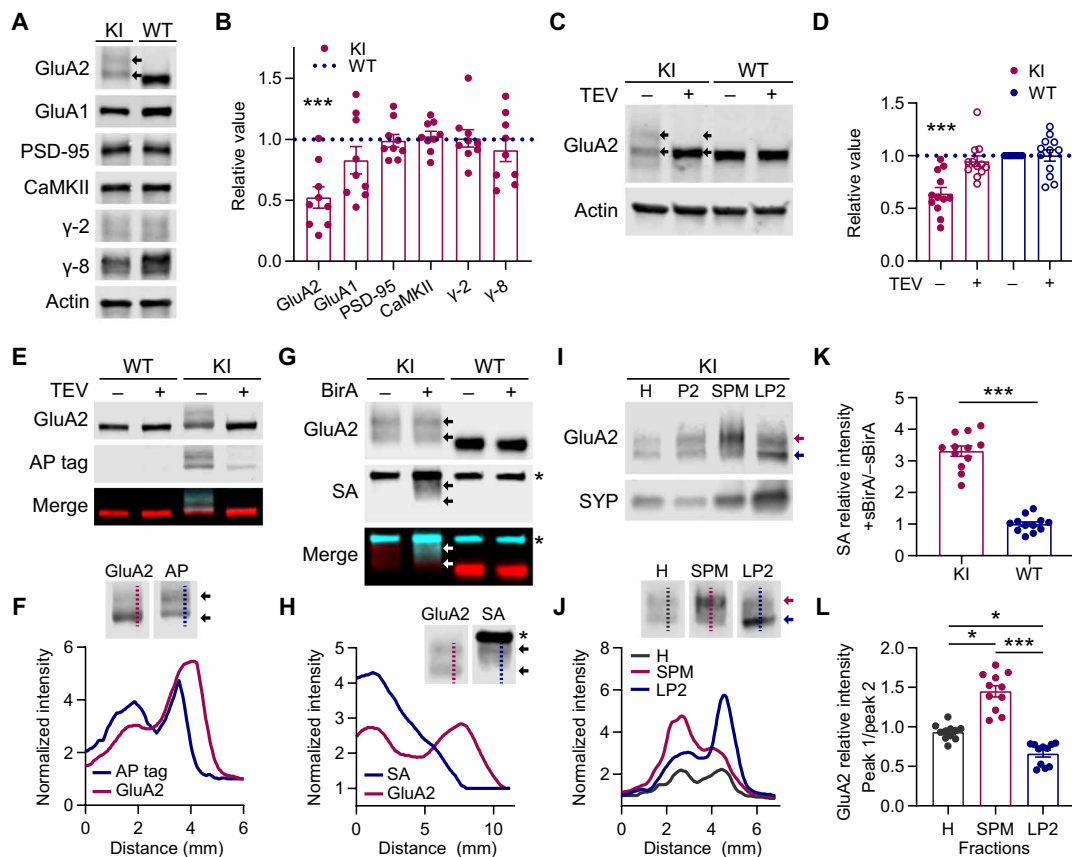 A
KI WT
GluA2
GluA1
PSD-95
CaMKII
γ-2
γ-8
Actin
B
KI
WT
***
Relative value
1.5
1.0
0.5
0.0
GluA2
GluA1
PSD-95
CaMKII
γ-2
γ-8
C
KI WT
TEV – + – +
GluA2
Actin
D
KI
WT
***
Relative value
2.0
1.5
1.0
0.5
0.0
TEV – + – +
E
WT KI
TEV – + – +
GluA2
AP tag
Merge
F
GluA2 AP
Normalized intensity
6
5
4
3
2
1
AP tag
GluA2
0 2 4 6
Distance (mm)
G
KI WT
BirA – + – +
GluA2
SA
*
Merge
*
H
GluA2 SA
*
Normalized intensity
5
4
3
2
1
SA
GluA2
0 5 10
Distance (mm)
I
KI
H P2 SPM LP2
GluA2
SYP
J
H SPM LP2
H
SPM
LP2
Normalized intensity
8
6
4
2
0 2 4 6
Distance (mm)
K
***
SA relative intensity
+sBirA/–sBirA
5
4
3
2
1
0
KI WT
L
*
* ***
GluA2 relative intensity
Peak 1/peak 2
2.0
1.5
1.0
0.5
0.0
H SPM LP2
Fractions